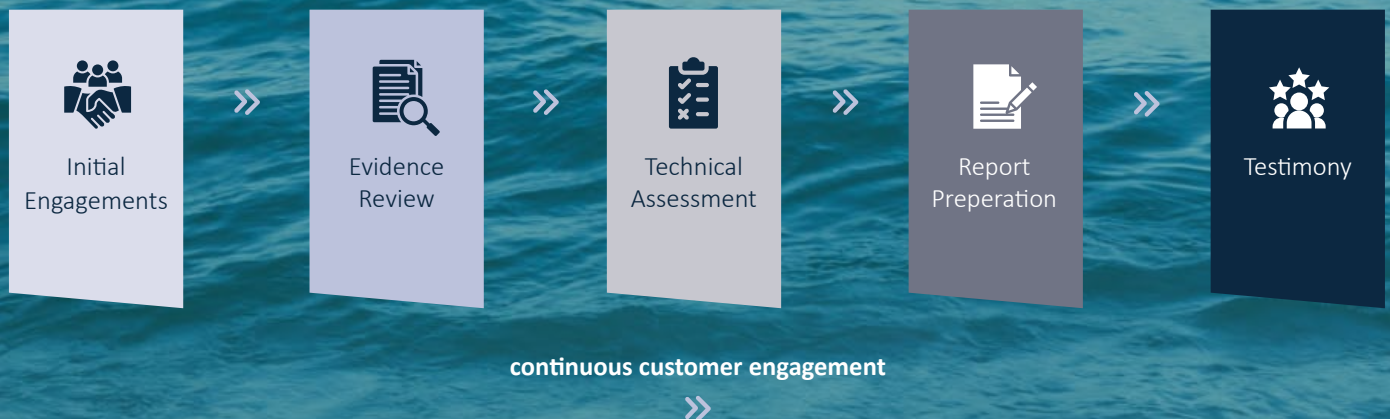 Initial
Engagements
Evidence
Review
Technical
Assessment
Report
Preperation
Testimony
continuous customer engagement